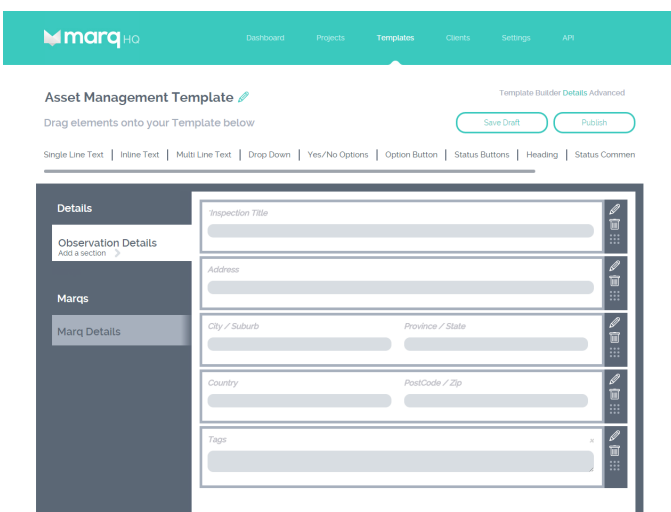 marq HQ
Dashboard Projects Templates Clients Settings API
Asset Management Template
Template Builder Details Advanced
Drag elements onto your Template below
Save Draft Publish
Single Line Text | Inline Text | Multi Line Text | Drop Down | Yes/No Options | Option Button | Status Buttons | Heading | Status Commen
Details
*Inspection Title
Observation Details
Add a section
Address
Marqs
Marq Details
City / Suburb Province / State
Country PostCode / Zip
Tags x